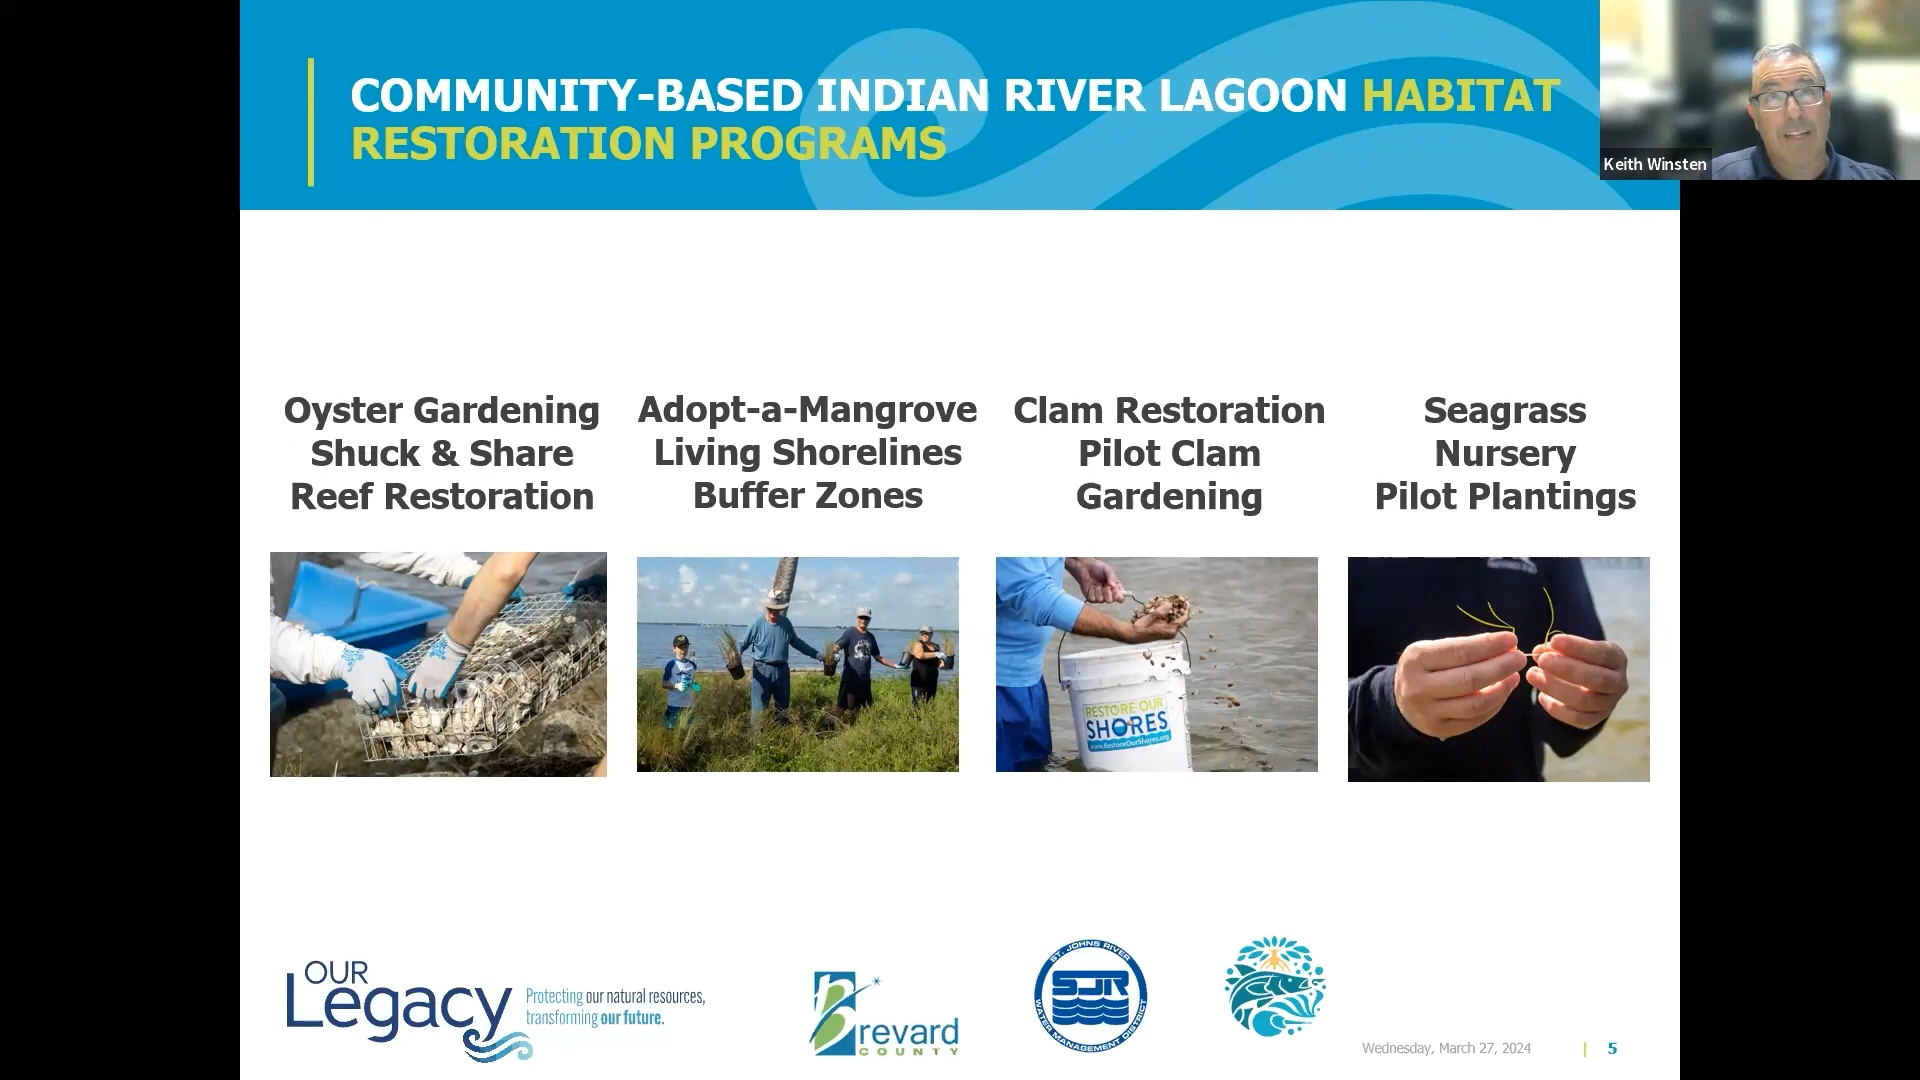 COMMUNITY-BASED INDIAN RIVER LAGOON HABITAT
RESTORATION PROGRAMS
Keith Winsten
Oyster Gardening
Shuck & Share
Reef Restoration
Adopt-a-Mangrove
Living Shorelines
Buffer Zones
Clam Restoration
Pilot Clam
Gardening
Seagrass
Nursery
Pilot Plantings
RESTORE OUR
SHORES
www.RestoreOurShores.org
OUR
Legacy
Protecting our natural resources,
transforming our future.
Brevard
COUNTY
ST. JOHNS RIVER
SJR
WATER MANAGEMENT DISTRICT
Wednesday, March 27, 2024
| 5